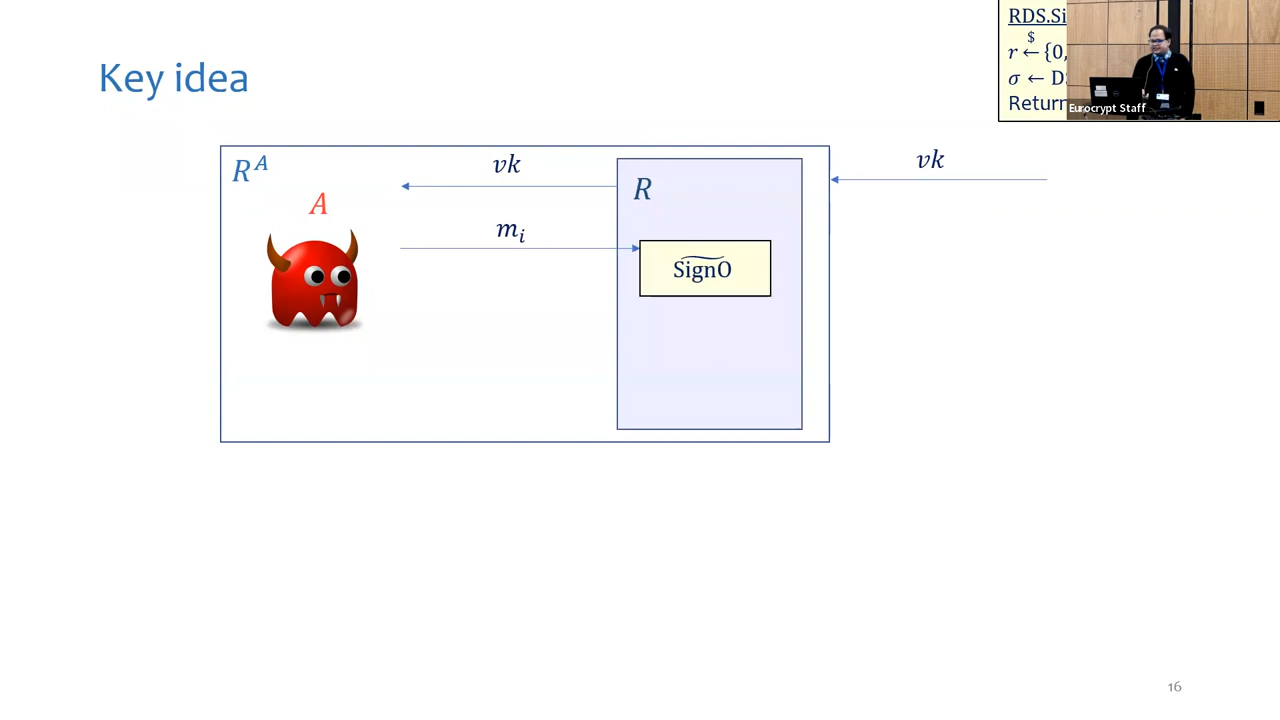 Key idea
RDS.Si
$
r ← {0,
σ ← D
Return
Eurocrypt Staff
R^A
A
vk
m_i
R
SignO
vk
16